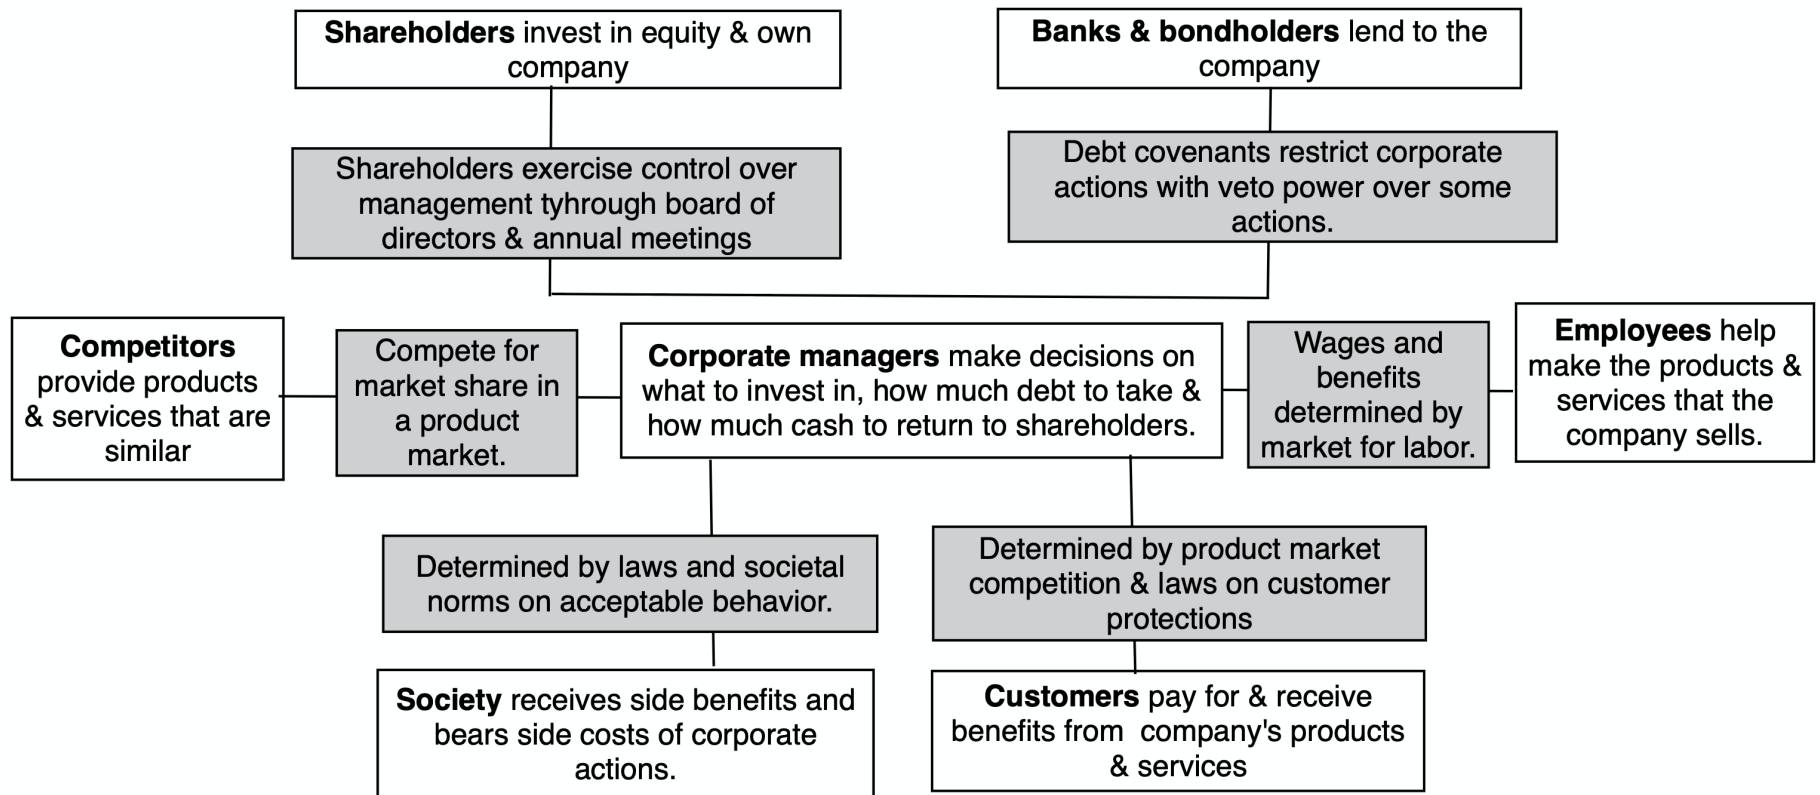 Shareholders invest in equity & own
company
Banks & bondholders lend to the
company
Shareholders exercise control over
management tyhrough board of
directors & annual meetings
Debt covenants restrict corporate
actions with veto power over some
actions.
Competitors
provide products
& services that are
similar
Compete for
market share in
a product
market.
Corporate managers make decisions on
what to invest in, how much debt to take &
how much cash to return to shareholders.
Wages and
benefits
determined by
market for labor.
Employees help
make the products &
services that the
company sells.
Determined by laws and societal
norms on acceptable behavior.
Determined by product market
competition & laws on customer
protections
Society receives side benefits and
bears side costs of corporate
actions.
Customers pay for & receive
benefits from  company's products
& services